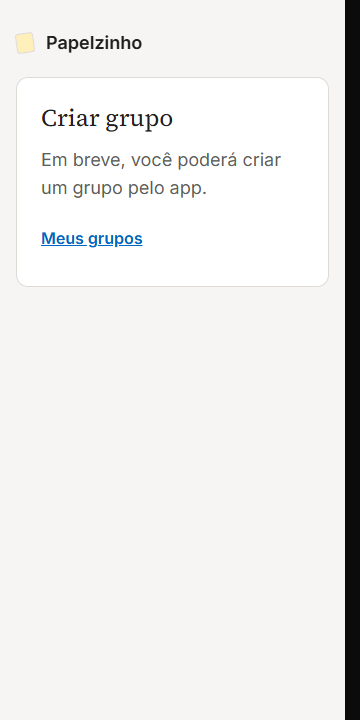 Papelzinho
Criar grupo
Em breve, você poderá criar
um grupo pelo app.
Meus grupos